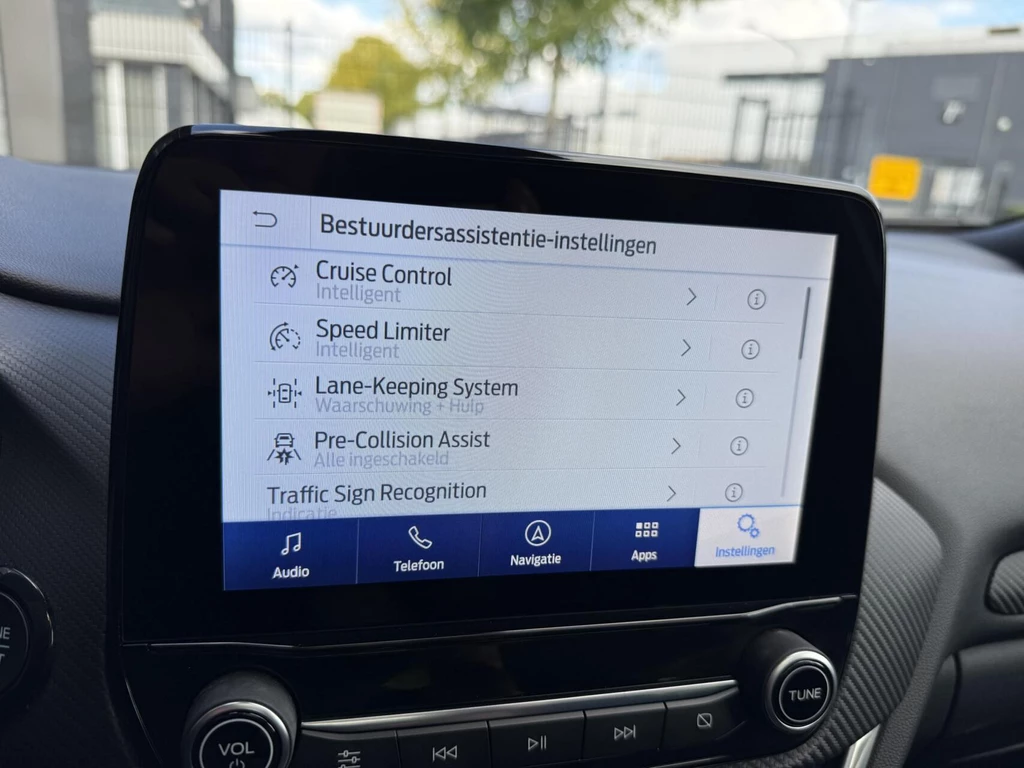 Bestuurdersassistentie-instellingen
Cruise Control
Intelligent
Speed Limiter
Intelligent
Lane-Keeping System
Waarschuwing + Hulp
Pre-Collision Assist
Alle ingeschakeld
Traffic Sign Recognition
Indicatie
Audio
Telefoon
Navigatie
Apps
Instellingen
VOL
TUNE